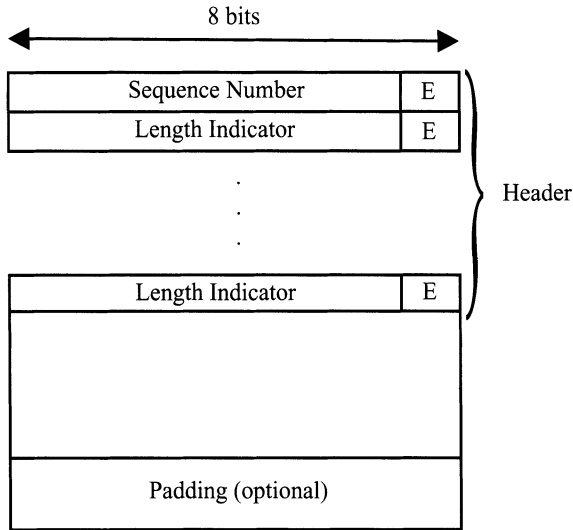 8 bits
Sequence Number E
Length Indicator E
.
.
.
Header
Length Indicator E
Padding (optional)